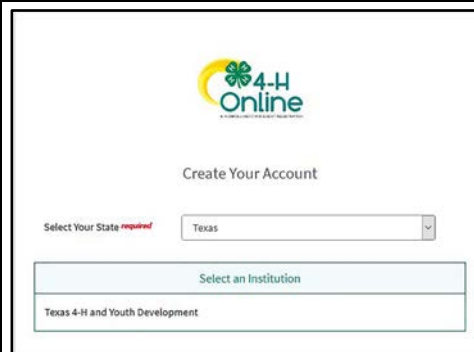 4-H
Online
Create Your Account
Select Your State required
Texas
Select an Institution
Texas 4-H and Youth Development